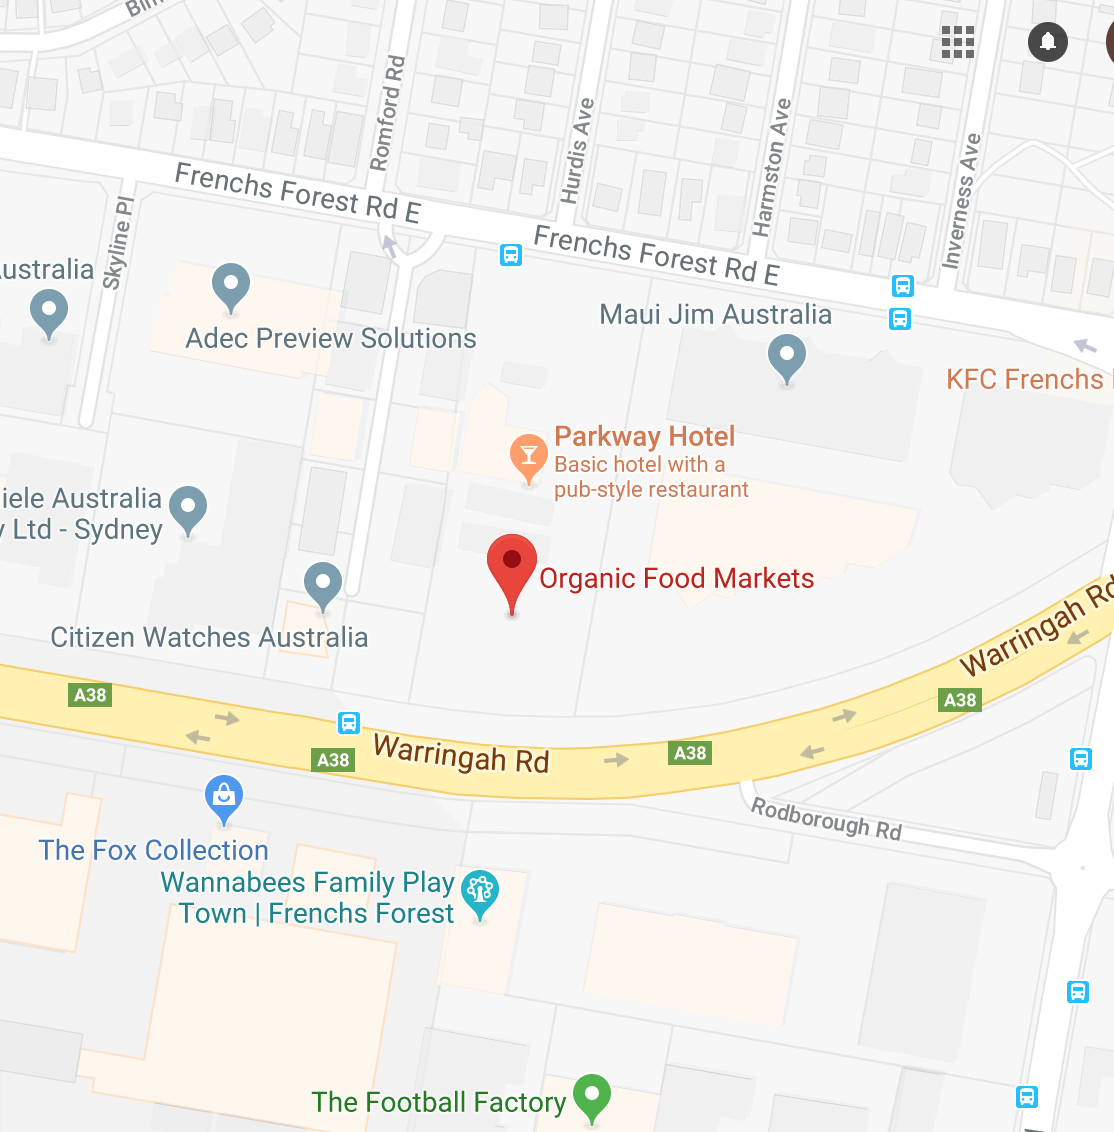 Romford Rd
Hurdis Ave
Harmston Ave
Inverness Ave
Frenchs Forest Rd E
Frenchs Forest Rd E
Skyline Pl
Australia
Adec Preview Solutions
Maui Jim Australia
KFC Frenchs
Parkway Hotel
Basic hotel with a
pub-style restaurant
iele Australia
y Ltd - Sydney
Organic Food Markets
Citizen Watches Australia
Warringah Rd
A38
A38
A38
A38
Warringah Rd
Rodborough Rd
The Fox Collection
Wannabees Family Play
Town | Frenchs Forest
The Football Factory